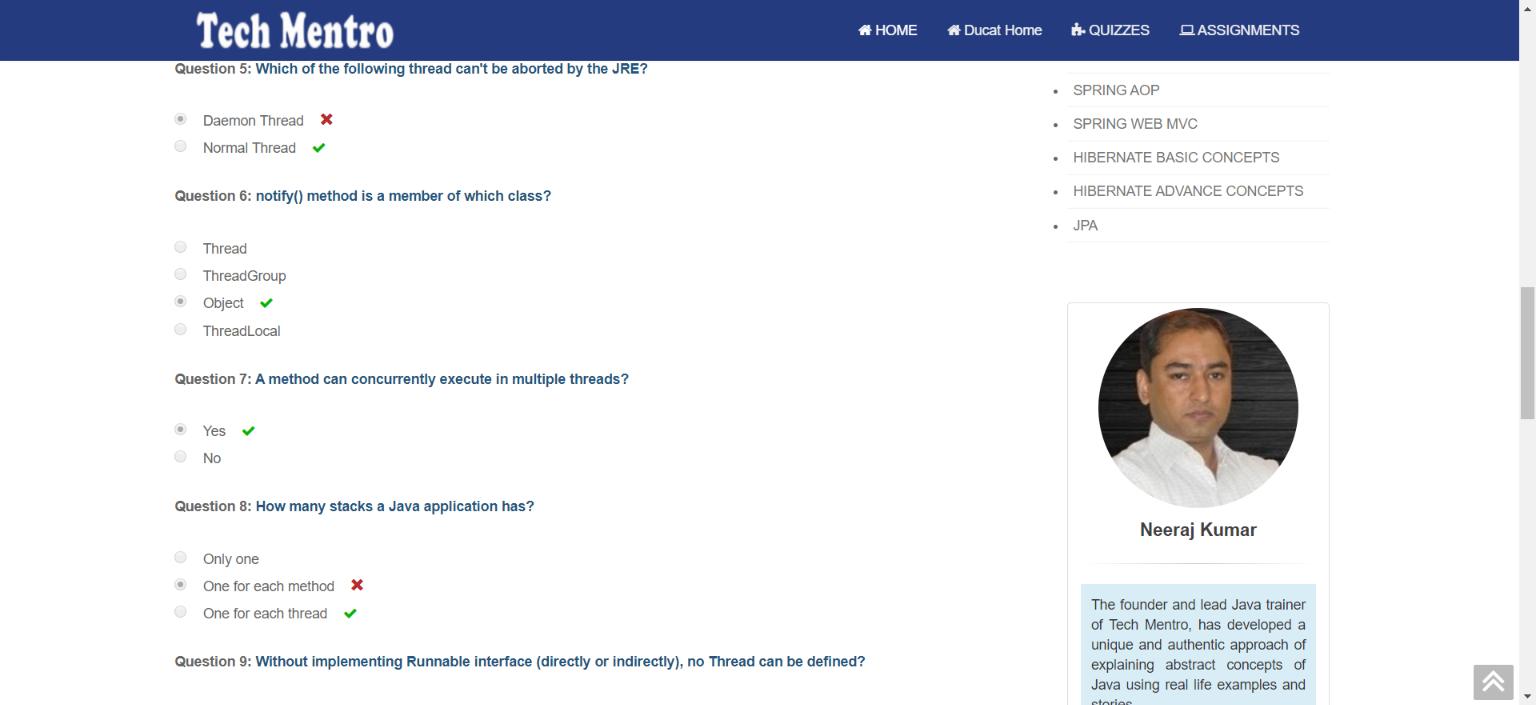 Tech Mentro
HOME
Ducat Home
QUIZZES
ASSIGNMENTS
Question 5: Which of the following thread can't be aborted by the JRE?
Daemon Thread
Normal Thread
Question 6: notify() method is a member of which class?
Thread
ThreadGroup
Object
ThreadLocal
Question 7: A method can concurrently execute in multiple threads?
Yes
No
Question 8: How many stacks a Java application has?
Only one
One for each method
One for each thread
Question 9: Without implementing Runnable interface (directly or indirectly), no Thread can be defined?
SPRING AOP
SPRING WEB MVC
HIBERNATE BASIC CONCEPTS
HIBERNATE ADVANCE CONCEPTS
JPA
Neeraj Kumar
The founder and lead Java trainer
of Tech Mentro, has developed a
unique and authentic approach of
explaining abstract concepts of
Java using real life examples and
stories